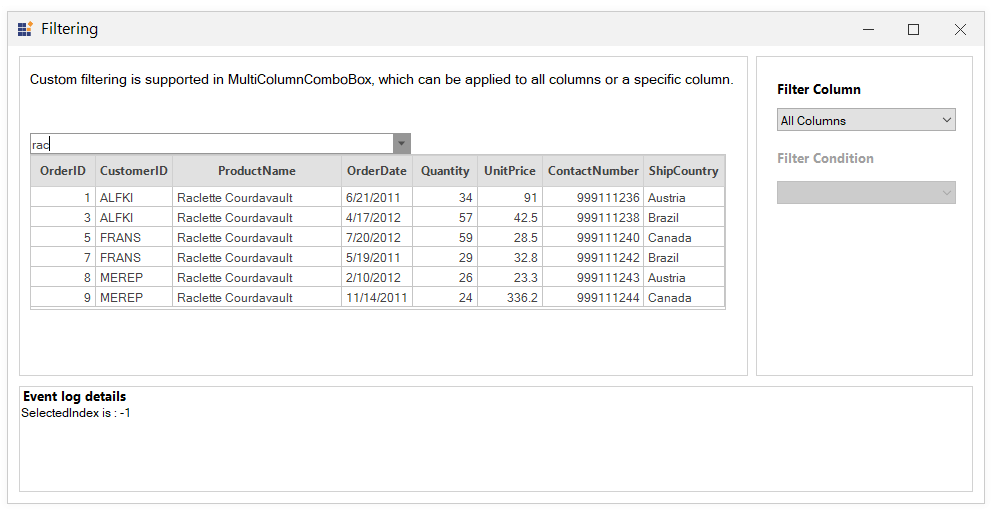 Filtering
Custom filtering is supported in MultiColumnComboBox, which can be applied to all columns or a specific column.
rac
OrderID CustomerID ProductName OrderDate Quantity UnitPrice ContactNumber ShipCountry
1 ALFKI Raclette Courdavault 6/21/2011 34 91 999111236 Austria
3 ALFKI Raclette Courdavault 4/17/2012 57 42.5 999111238 Brazil
5 FRANS Raclette Courdavault 7/20/2012 59 28.5 999111240 Canada
7 FRANS Raclette Courdavault 5/19/2011 29 32.8 999111242 Brazil
8 MEREP Raclette Courdavault 2/10/2012 26 23.3 999111243 Austria
9 MEREP Raclette Courdavault 11/14/2011 24 336.2 999111244 Canada
Filter Column
All Columns
Filter Condition
Event log details
SelectedIndex is : -1